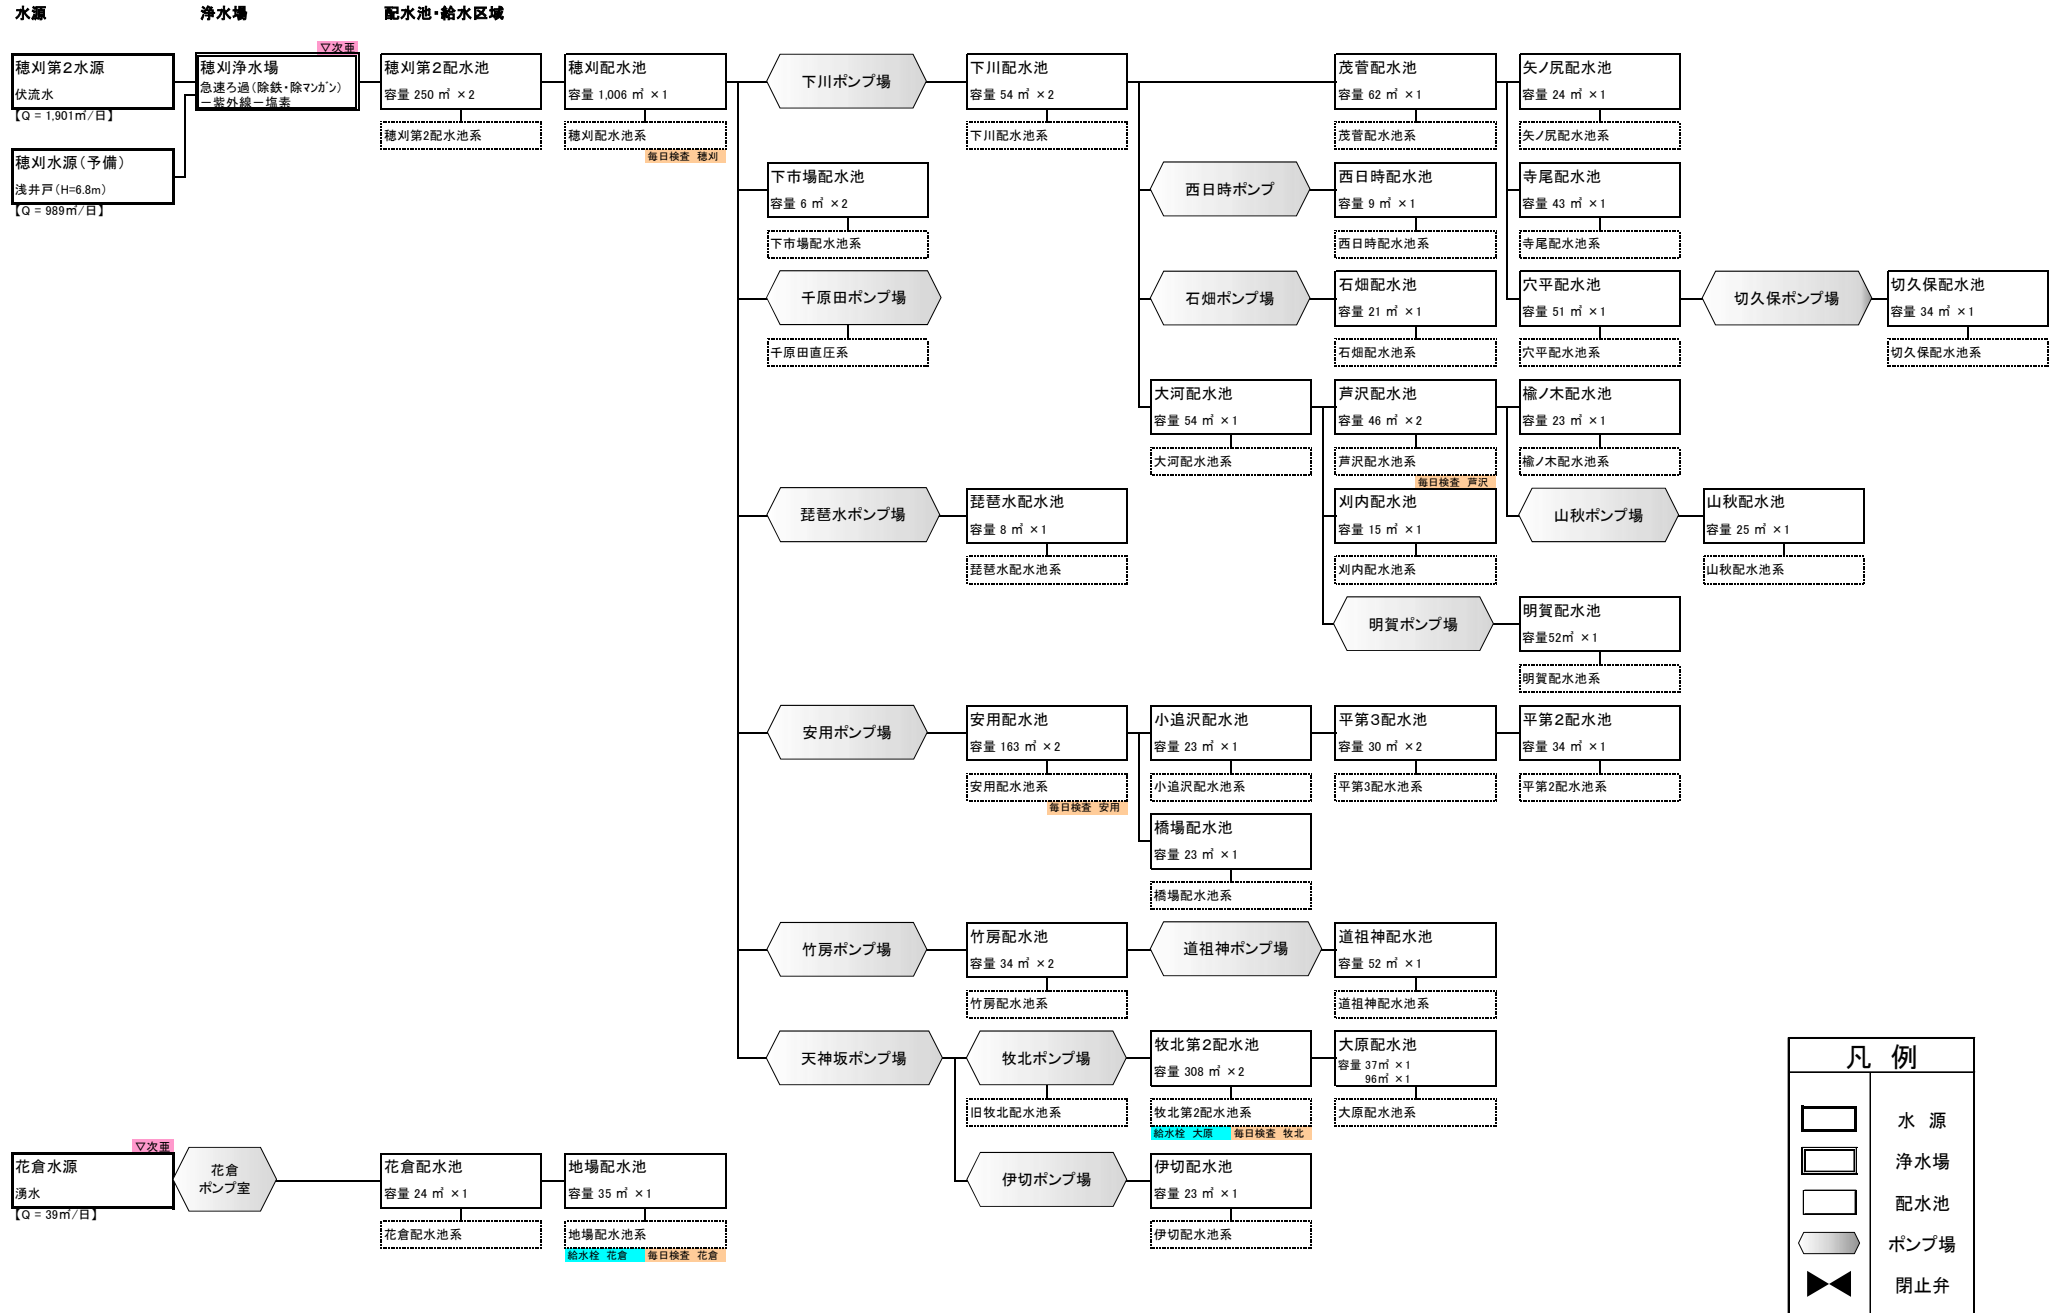 水源　浄水場　配水池・給水区域
▽次亜
穂刈第2水源
伏流水
【Q = 1,901㎥/日】
穂刈水源（予備）
浅井戸（H=6.8m）
【Q = 989㎥/日】
穂刈浄水場
急速ろ過（除鉄・除マンガン）
－紫外線－塩素
穂刈第2配水池
容量 250 ㎥ ×2
穂刈第2配水池系
穂刈配水池
容量 1,006 ㎥ ×1
穂刈配水池系
毎日検査 穂刈
下川ポンプ場
下川配水池
容量 54 ㎥ ×2
下川配水池系
茂菅配水池
容量 62 ㎥ ×1
茂菅配水池系
矢ノ尻配水池
容量 24 ㎥ ×1
矢ノ尻配水池系
下市場配水池
容量 6 ㎥ ×2
下市場配水池系
西日時ポンプ
西日時配水池
容量 9 ㎥ ×1
西日時配水池系
寺尾配水池
容量 43 ㎥ ×1
寺尾配水池系
千原田ポンプ場
千原田直圧系
石畑ポンプ場
石畑配水池
容量 21 ㎥ ×1
石畑配水池系
穴平配水池
容量 51 ㎥ ×1
穴平配水池系
切久保ポンプ場
切久保配水池
容量 34 ㎥ ×1
切久保配水池系
大河配水池
容量 54 ㎥ ×1
大河配水池系
芦沢配水池
容量 46 ㎥ ×2
芦沢配水池系
毎日検査 芦沢
楡ノ木配水池
容量 23 ㎥ ×1
楡ノ木配水池系
琵琶水ポンプ場
琵琶水配水池
容量 8 ㎥ ×1
琵琶水配水池系
刈内配水池
容量 15 ㎥ ×1
刈内配水池系
山秋ポンプ場
山秋配水池
容量 25 ㎥ ×1
山秋配水池系
明賀ポンプ場
明賀配水池
容量52㎥ ×1
明賀配水池系
安用ポンプ場
安用配水池
容量 163 ㎥ ×2
安用配水池系
毎日検査 安用
小追沢配水池
容量 23 ㎥ ×1
小追沢配水池系
平第3配水池
容量 30 ㎥ ×2
平第3配水池系
平第2配水池
容量 34 ㎥ ×1
平第2配水池系
橋場配水池
容量 23 ㎥ ×1
橋場配水池系
竹房ポンプ場
竹房配水池
容量 34 ㎥ ×2
竹房配水池系
道祖神ポンプ場
道祖神配水池
容量 52 ㎥ ×1
道祖神配水池系
天神坂ポンプ場
牧北ポンプ場
旧牧北配水池系
牧北第2配水池
容量 308 ㎥ ×2
牧北第2配水池系
給水栓 大原　毎日検査 牧北
大原配水池
容量 37㎥ ×1
96㎥ ×1
大原配水池系
伊切ポンプ場
伊切配水池
容量 23 ㎥ ×1
伊切配水池系
▽次亜
花倉水源
湧水
【Q = 39㎥/日】
花倉
ポンプ室
花倉配水池
容量 24 ㎥ ×1
花倉配水池系
地場配水池
容量 35 ㎥ ×1
地場配水池系
給水栓 花倉　毎日検査 花倉
凡　例
水　源
浄水場
配水池
ポンプ場
閉止弁